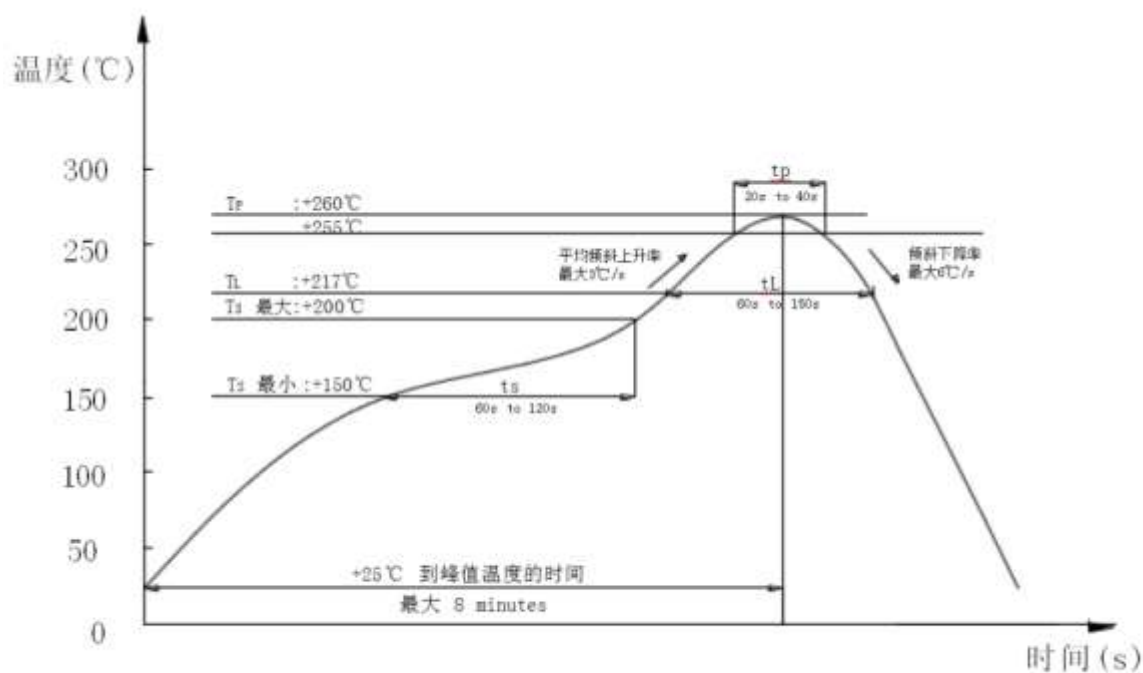 温度(℃)
300
250
200
150
100
50
0
tp
20s to 40s
TP :+260℃
+255℃
平均倾斜上升率
最大3℃/s
倾斜下降率
最大6℃/s
TL :+217℃
tL
60s to 150s
Ts 最大:+200℃
Ts 最小:+150℃
ts
60s to 120s
+25℃ 到峰值温度的时间
最大 8 minutes
时间(s)